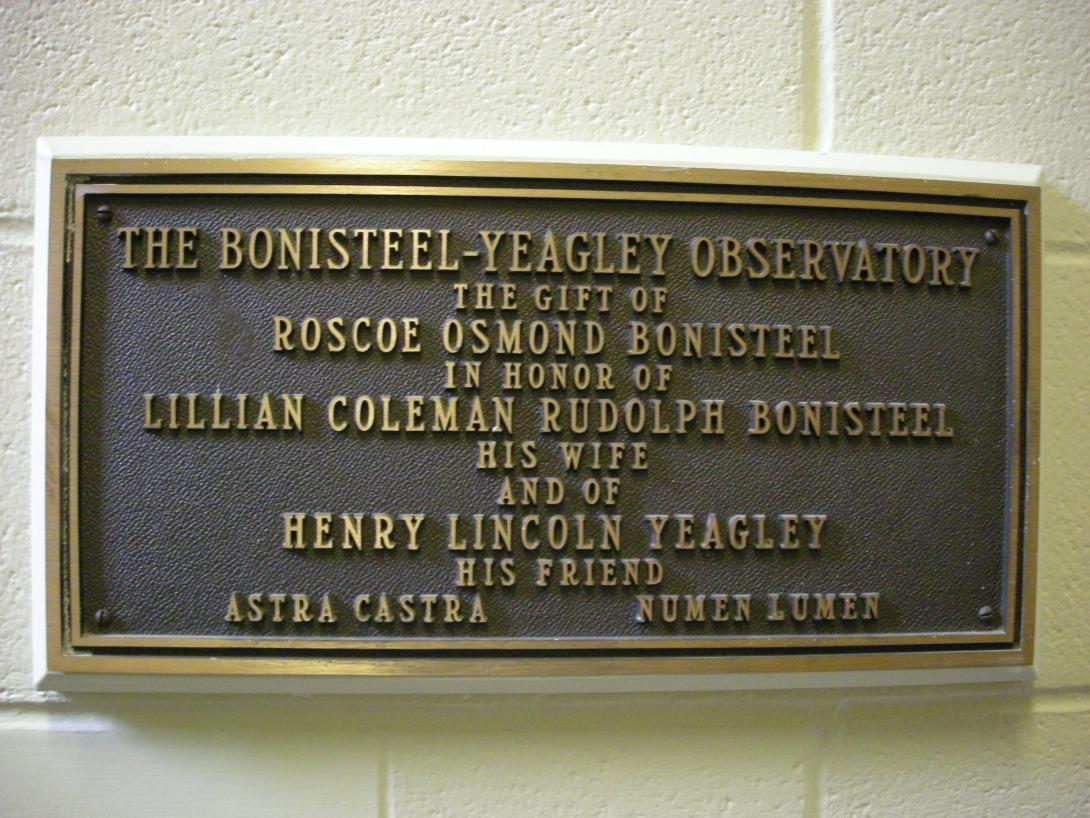 THE BONISTEEL-YEAGLEY OBSERVATORY
THE GIFT OF
ROSCOE OSMOND BONISTEEL
IN HONOR OF
LILLIAN COLEMAN RUDOLPH BONISTEEL
HIS WIFE
AND OF
HENRY LINCOLN YEAGLEY
HIS FRIEND
ASTRA CASTRA NUMEN LUMEN